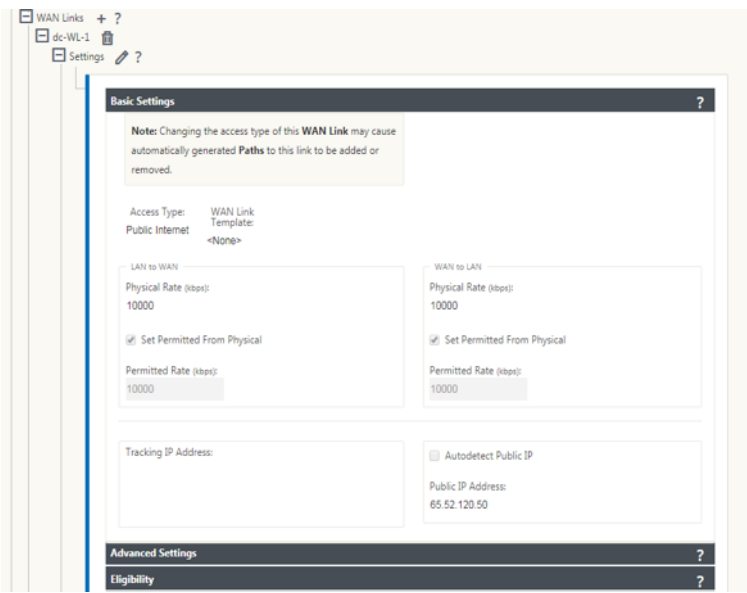 WAN Links + ?
dc-WL-1
Settings ?
Basic Settings ?
Note: Changing the access type of this WAN Link may cause
automatically generated Paths to this link to be added or
removed.
Access Type: WAN Link
Template:
Public Internet
<None>
LAN to WAN WAN to LAN
Physical Rate (kbps): Physical Rate (kbps):
10000 10000
Set Permitted From Physical Set Permitted From Physical
Permitted Rate (kbps): Permitted Rate (kbps):
10000 10000
Tracking IP Address: Autodetect Public IP
Public IP Address:
65.52.120.50
Advanced Settings ?
Eligibility ?